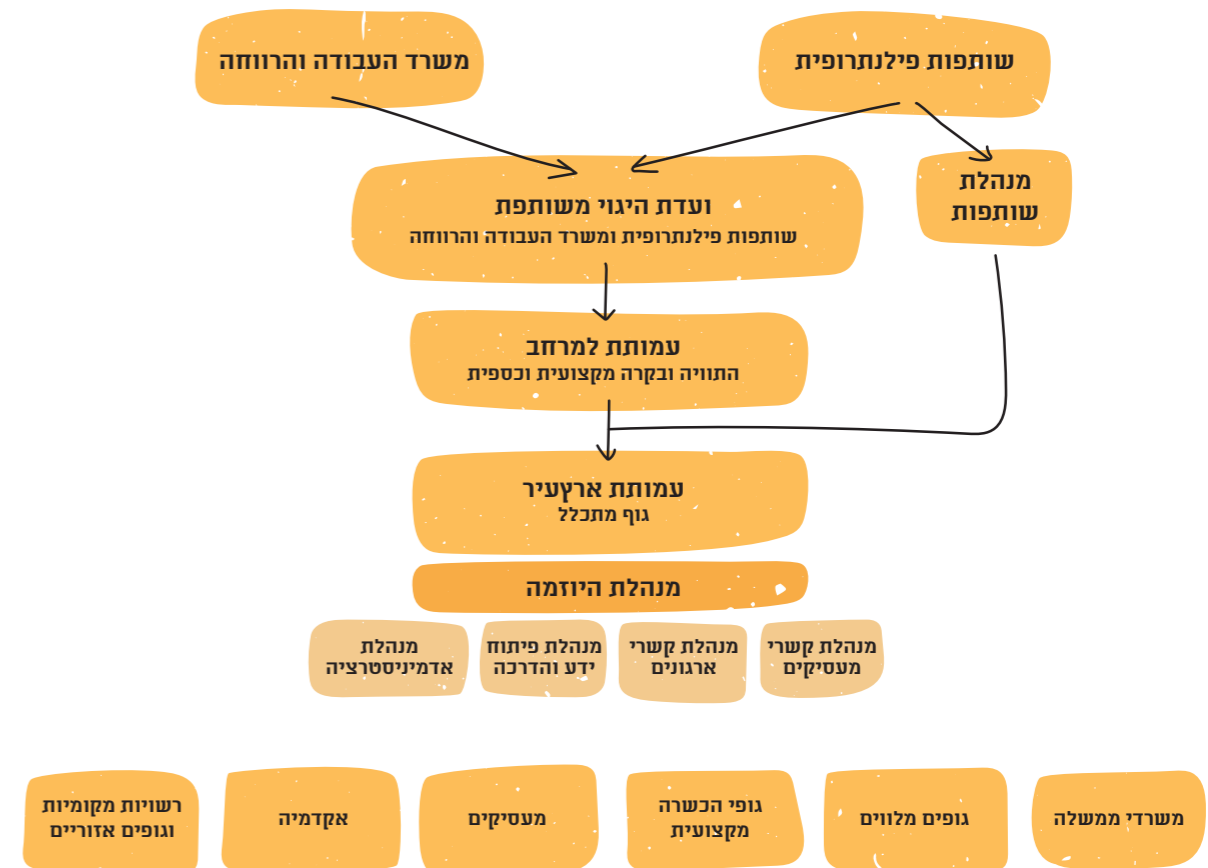 שותפות פילנתרופית
משרד העבודה והרווחה
מנהלת
שותפות
ועדת היגוי משותפת
שותפות פילנתרופית ומשרד העבודה והרווחה
עמותת למרחב
התוויה ובקרה מקצועית וכספית
עמותת ארץעיר
גוף מתכלל
מנהלת היוזמה
מנהלת קשרי
מעסיקים
מנהלת קשרי
ארגונים
מנהלת פיתוח
ידע והדרכה
מנהלת
אדמיניסטרציה
משרדי ממשלה
גופים מלווים
גופי הכשרה
מקצועית
מעסיקים
אקדמיה
רשויות מקומיות
וגופים אזוריים